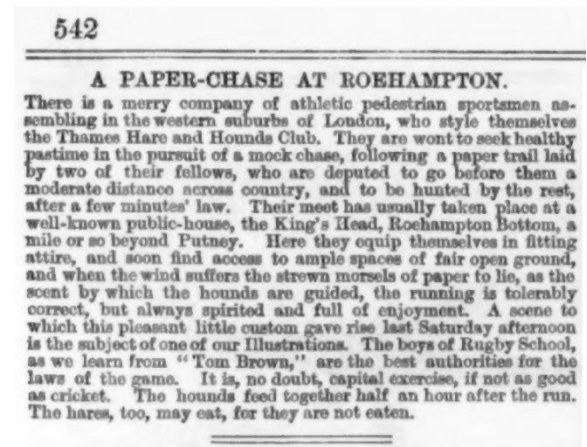 542
A PAPER-CHASE AT ROEHAMPTON.
There is a merry company of athletic pedestrian sportsmen as-
sembling in the western suburbs of London, who style themselves
the Thames Hare and Hounds Club. They are wont to seek healthy
pastime in the pursuit of a mock chase, following a paper trail laid
by two of their fellows, who are deputed to go before them a
moderate distance across country, and to be hunted by the rest,
after a few minutes' law. Their meet has usually taken place at a
well-known public-house, the King's Head, Roehampton Bottom, a
mile or so beyond Putney. Here they equip themselves in fitting
attire, and soon find access to ample spaces of fair open ground,
and when the wind suffers the strewn morsels of paper to lie, as the
scent by which the hounds are guided, the running is tolerably
correct, but always spirited and full of enjoyment. A scene to
which this pleasant little custom gave rise last Saturday afternoon
is the subject of one of our Illustrations. The boys of Rugby School,
as we learn from "Tom Brown," are the best authorities for the
laws of the game. It is, no doubt, capital exercise, if not as good
as cricket. The hounds feed together half an hour after the run.
The hares, too, may eat, for they are not eaten.